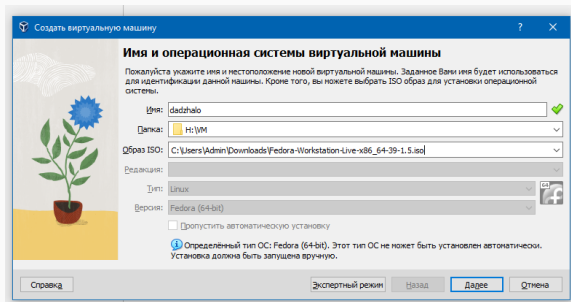 Создать виртуальную машину
Имя и операционная системы виртуальной машины
Пожалуйста укажите имя и местоположение новой виртуальной машины. Заданное Вами имя будет использоваться
для идентификации данной машины. Кроме того, вы можете выбрать ISO образ для установки операционной
системы.
Имя: dadzhalo
Папка: H:\VM
Образ ISO: C:\Users\Admin\Downloads\Fedora-Workstation-Live-x86_64-39-1.5.iso
Редакция:
Тип: Linux
64
Версия: Fedora (64-bit)
Пропустить автоматическую установку
Определённый тип ОС: Fedora (64-bit). Этот тип ОС не может быть установлен автоматически.
Установка должна быть запущена вручную.
Справка Экспертный режим Назад Далее Отмена